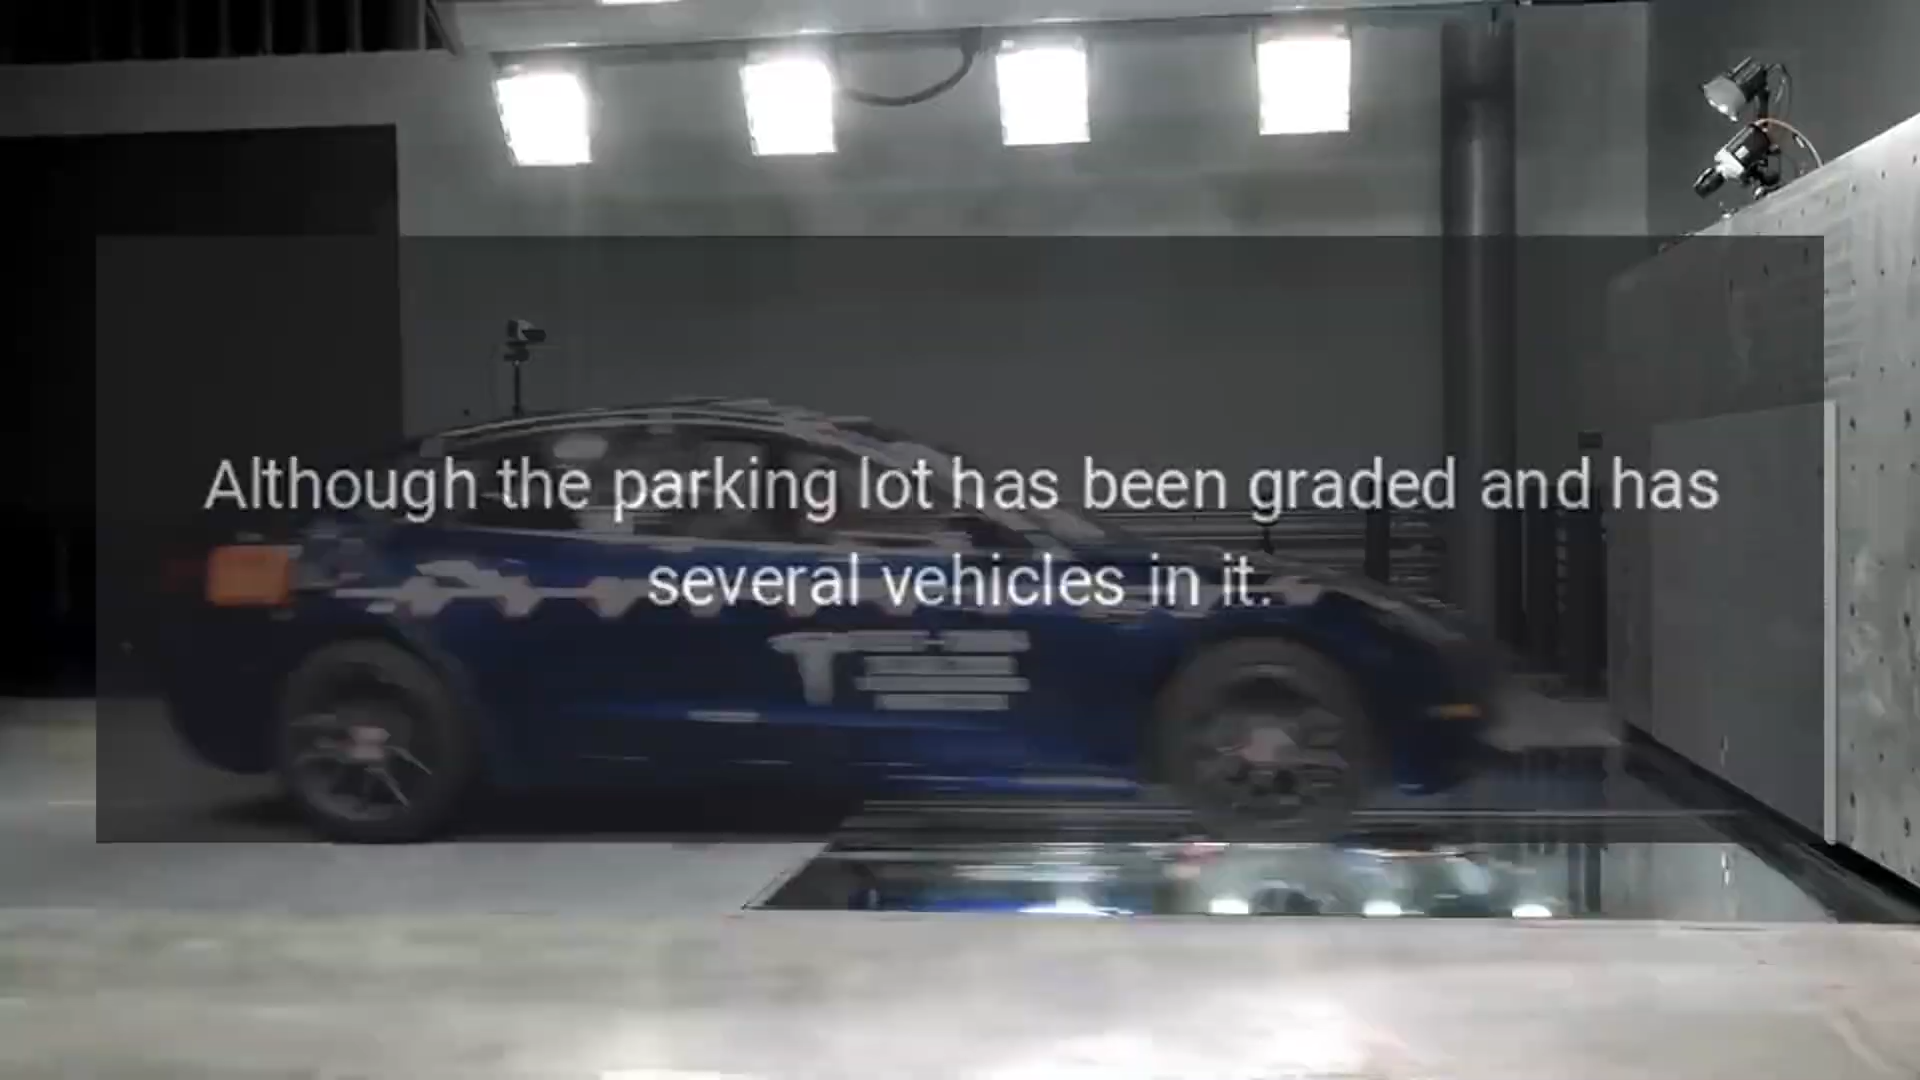 Although the parking lot has been graded and has
several vehicles in it.